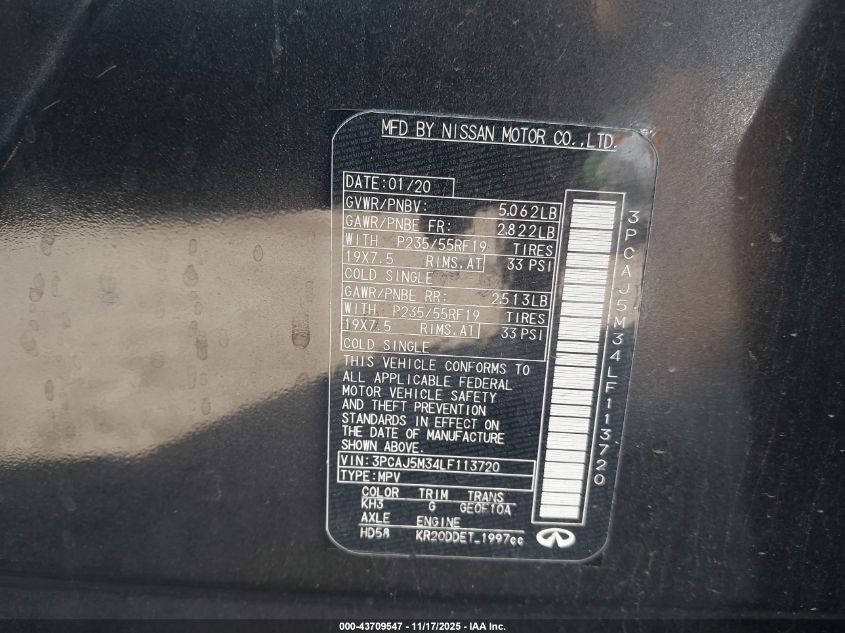 MFD BY NISSAN MOTOR CO.,LTD.
DATE:01/20
GVWR/PNBV: 5,062LB
GAWR/PNBE FR: 2,822LB
WITH P235/55RF19 TIRES
19X7.5 RIMS,AT 33 PSI
COLD SINGLE
GAWR/PNBE RR: 2,513LB
WITH P235/55RF19 TIRES
19X7.5 RIMS,AT 33 PSI
COLD SINGLE
THIS VEHICLE CONFORMS TO
ALL APPLICABLE FEDERAL
MOTOR VEHICLE SAFETY
AND THEFT PREVENTION
STANDARDS IN EFFECT ON
THE DATE OF MANUFACTURE
SHOWN ABOVE.
VIN:3PCAJ5M34LF113720
TYPE:MPV
COLOR TRIM TRANS
KH3 G GE0F10A
AXLE ENGINE
HD58 KR20DDET_1997cc
3PCAJ5M34LF113720
000-43709547 - 11/17/2025 - IAA Inc.